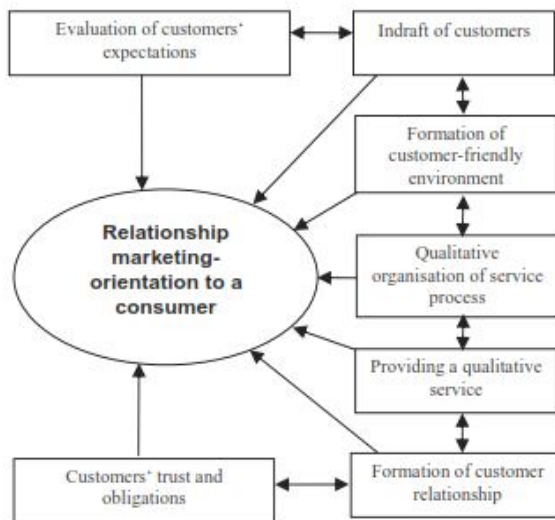 Evaluation of customers‘
expectations
Indraft of customers
Formation of
customer-friendly
environment
Relationship
marketing-
orientation to a
consumer
Qualitative
organisation of service
process
Providing a qualitative
service
Customers‘ trust and
obligations
Formation of customer
relationship